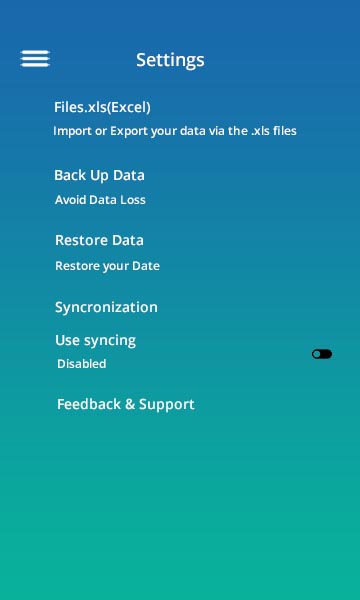 Settings
Files.xls(Excel)
Import or Export your data via the .xls files
Back Up Data
Avoid Data Loss
Restore Data
Restore your Date
Syncronization
Use syncing
Disabled
Feedback & Support